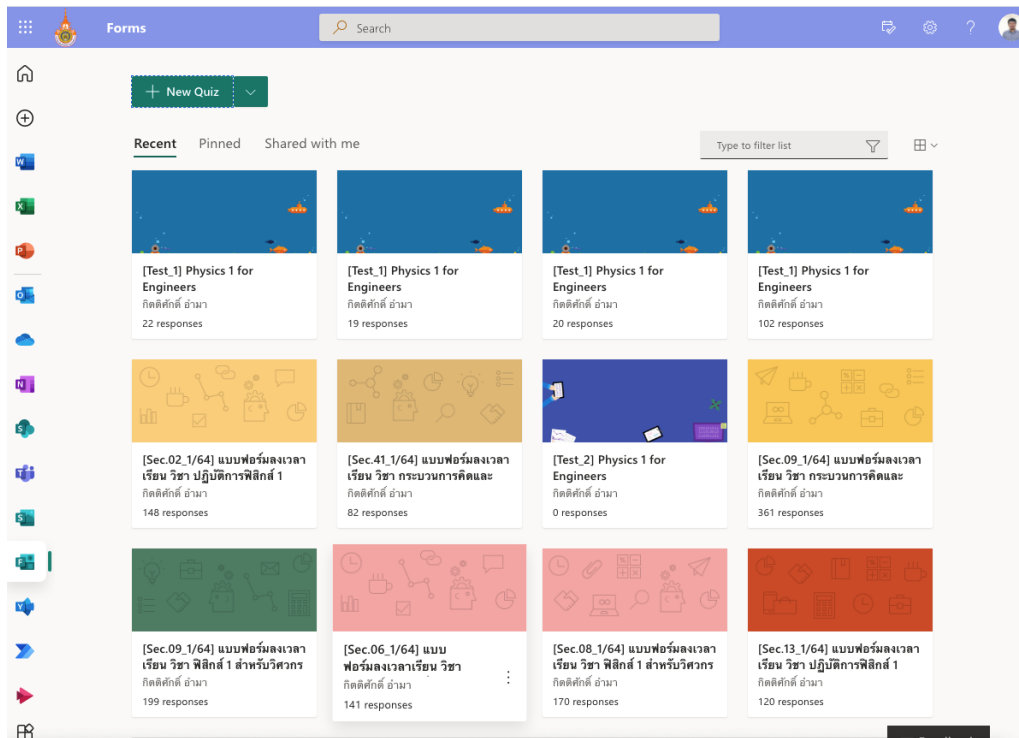 Forms
Search
New Quiz
Recent Pinned Shared with me
Type to filter list
[Test_1] Physics 1 for
Engineers
กิตติศักดิ์ อ่ามา
22 responses
[Test_1] Physics 1 for
Engineers
กิตติศักดิ์ อ่ามา
19 responses
[Test_1] Physics 1 for
Engineers
กิตติศักดิ์ อ่ามา
20 responses
[Test_1] Physics 1 for
Engineers
กิตติศักดิ์ อ่ามา
102 responses
[Sec.02_1/64] แบบฟอร์มลงเวลา
เรียน วิชา ปฏิบัติการฟิสิกส์ 1
กิตติศักดิ์ อ่ามา
148 responses
[Sec.41_1/64] แบบฟอร์มลงเวลา
เรียน วิชา กระบวนการคิดและ
กิตติศักดิ์ อ่ามา
82 responses
[Test_2] Physics 1 for
Engineers
กิตติศักดิ์ อ่ามา
0 responses
[Sec.09_1/64] แบบฟอร์มลงเวลา
เรียน วิชา กระบวนการคิดและ
กิตติศักดิ์ อ่ามา
361 responses
[Sec.09_1/64] แบบฟอร์มลงเวลา
เรียน วิชา ฟิสิกส์ 1 สำหรับวิศวกร
กิตติศักดิ์ อ่ามา
199 responses
[Sec.06_1/64] แบบ
ฟอร์มลงเวลาเรียน วิชา
กิตติศักดิ์ อ่ามา
141 responses
[Sec.08_1/64] แบบฟอร์มลงเวลา
เรียน วิชา ฟิสิกส์ 1 สำหรับวิศวกร
กิตติศักดิ์ อ่ามา
170 responses
[Sec.13_1/64] แบบฟอร์มลงเวลา
เรียน วิชา ปฏิบัติการฟิสิกส์ 1
กิตติศักดิ์ อ่ามา
120 responses